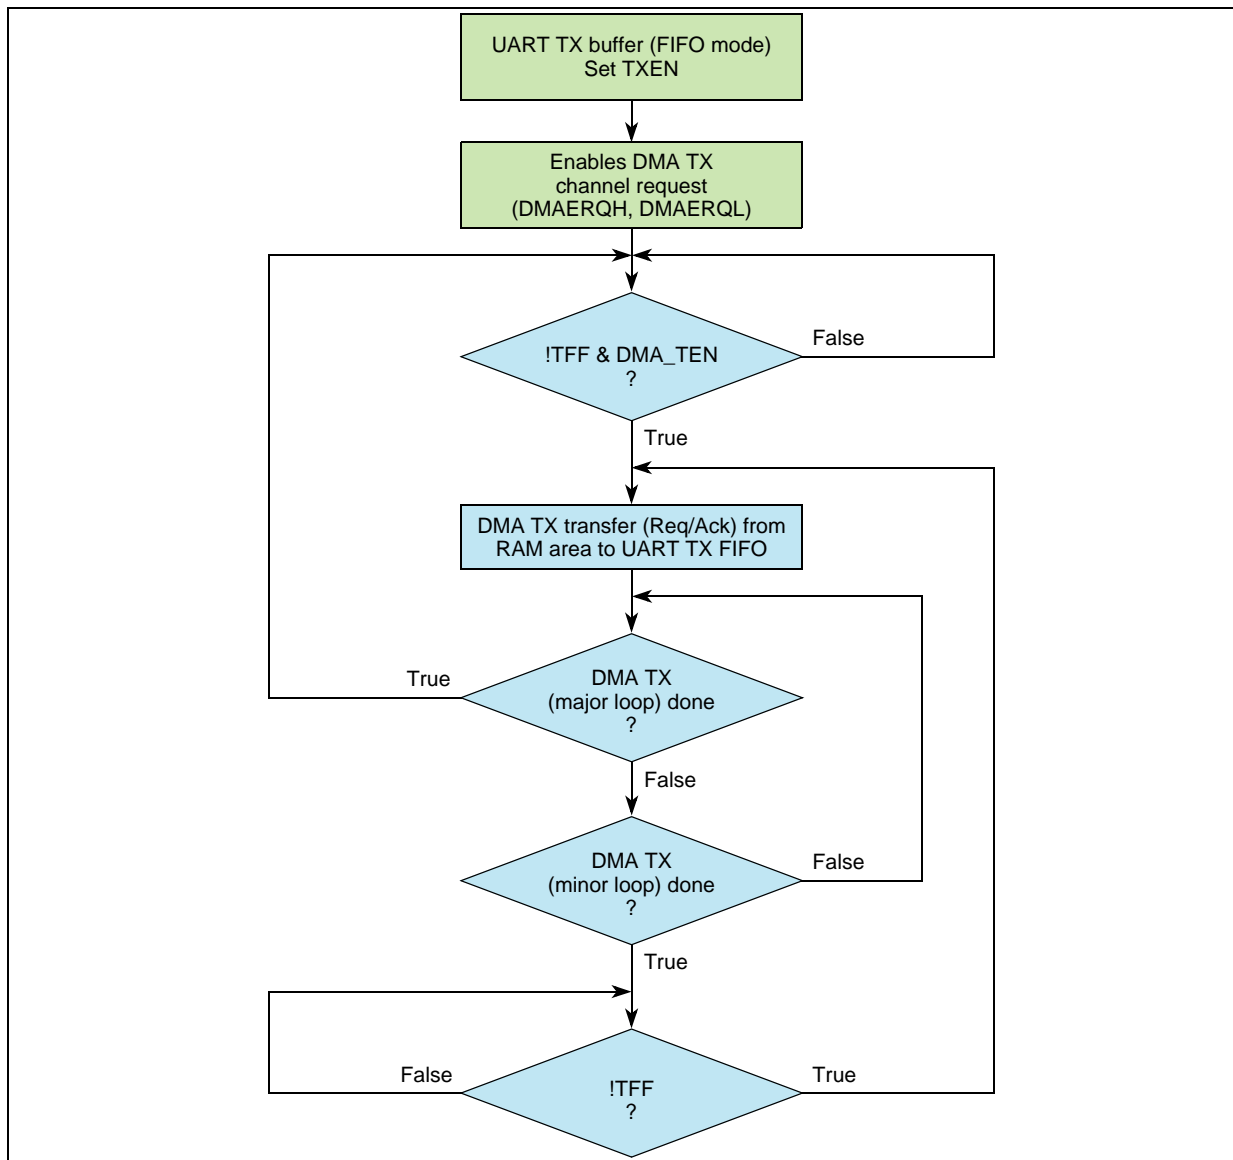 UART TX buffer (FIFO mode)
Set TXEN
Enables DMA TX
channel request
(DMAERQH, DMAERQL)
!TFF & DMA_TEN
?
False
True
DMA TX transfer (Req/Ack) from
RAM area to UART TX FIFO
True
DMA TX
(major loop) done
?
False
DMA TX
(minor loop) done
?
False
True
False
!TFF
?
True